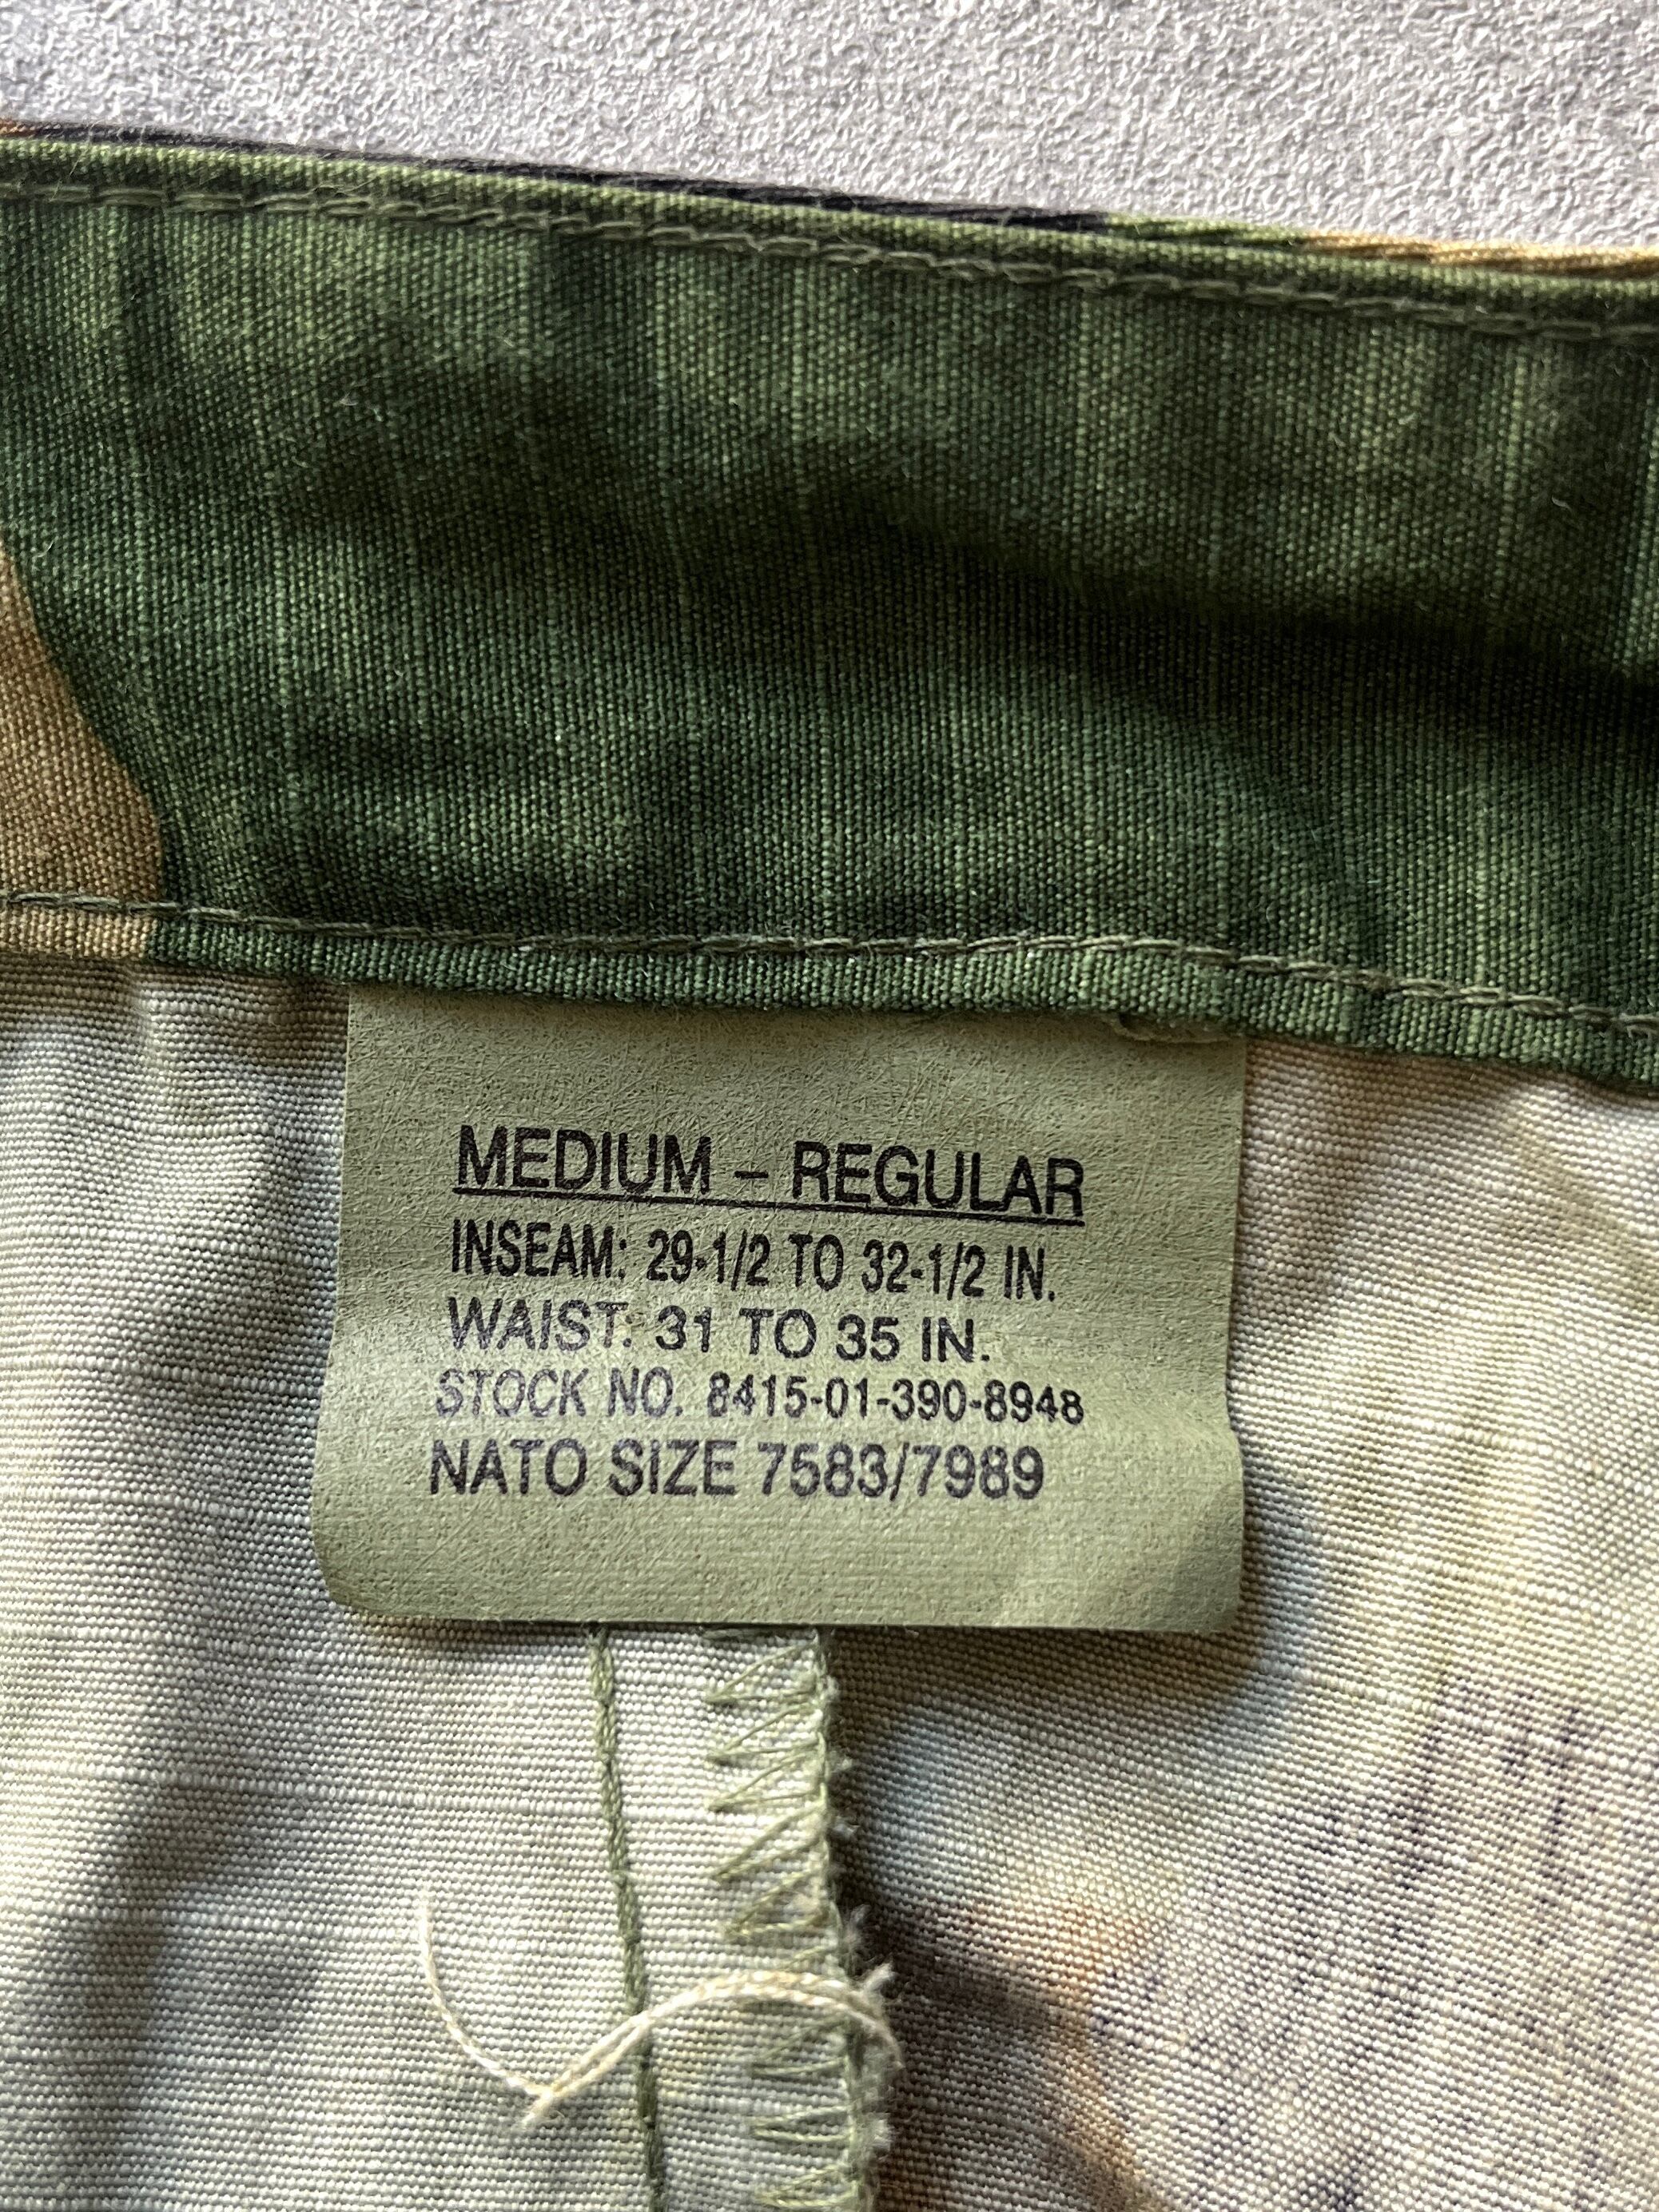 MEDIUM – REGULAR
INSEAM: 29-1/2 TO 32-1/2 IN.
WAIST: 31 TO 35 IN.
STOCK NO. 8415-01-390-8948
NATO SIZE 7583/7989